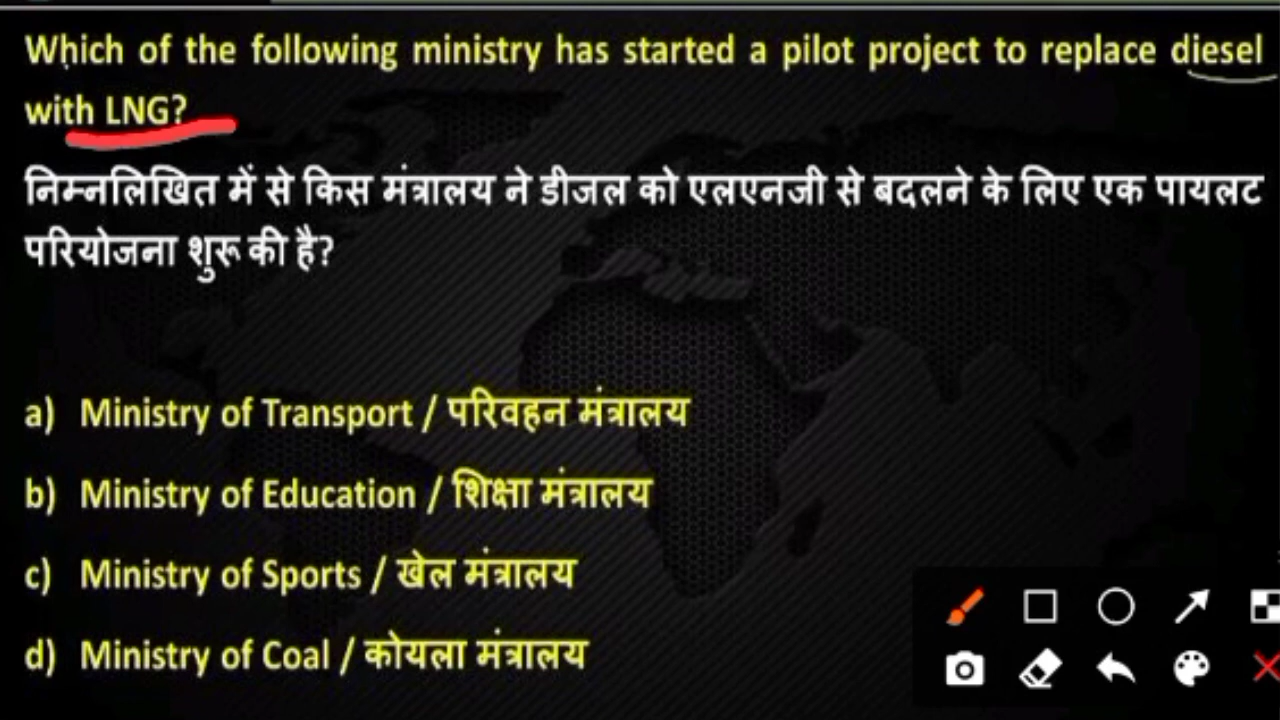 Which of the following ministry has started a pilot project to replace diesel
with LNG?
निम्नलिखित में से किस मंत्रालय ने डीजल को एलएनजी से बदलने के लिए एक पायलट
परियोजना शुरू की है?
a) Ministry of Transport / परिवहन मंत्रालय
b) Ministry of Education / शिक्षा मंत्रालय
c) Ministry of Sports / खेल मंत्रालय
d) Ministry of Coal / कोयला मंत्रालय